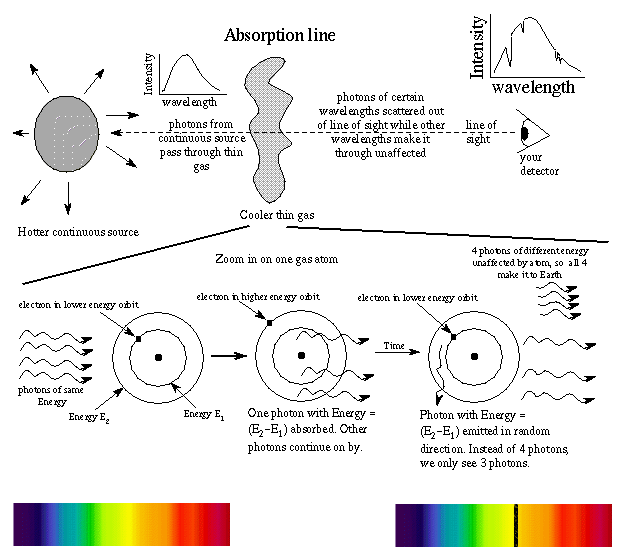 Absorption line
Intensity
wavelength
Intensity
wavelength
photons from
continuous source
pass through thin
gas
photons of certain
wavelengths scattered out
of line of sight while other
wavelengths make it
through unaffected
line of
sight
your
detector
Hotter continuous source
Cooler thin gas
Zoom in on one gas atom
4 photons of different energy
unaffected by atom, so all 4
make it to Earth
electron in lower energy orbit
electron in higher energy orbit
electron in lower energy orbit
Time
photons of same
Energy
Energy E2
Energy E1
One photon with Energy =
(E2-E1) absorbed. Other
photons continue on by.
Photon with Energy =
(E2-E1) emitted in random
direction. Instead of 4 photons,
we only see 3 photons.